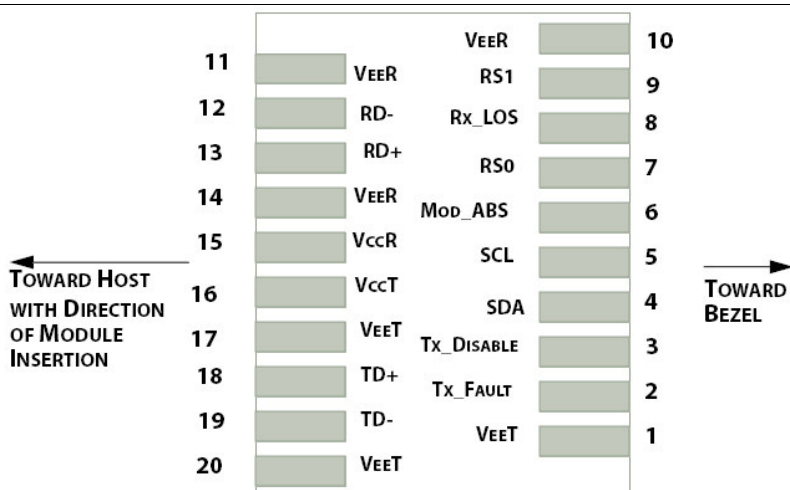 11 VEER
12 RD-
13 RD+
14 VEER
15 VCCR
16 VCCT
17 VEET
18 TD+
19 TD-
20 VEET
VEER 10
RS1 9
RX_LOS 8
RS0 7
MOD_ABS 6
SCL 5
SDA 4
TX_DISABLE 3
TX_FAULT 2
VEET 1
TOWARD HOST
WITH DIRECTION
OF MODULE
INSERTION
TOWARD
BEZEL